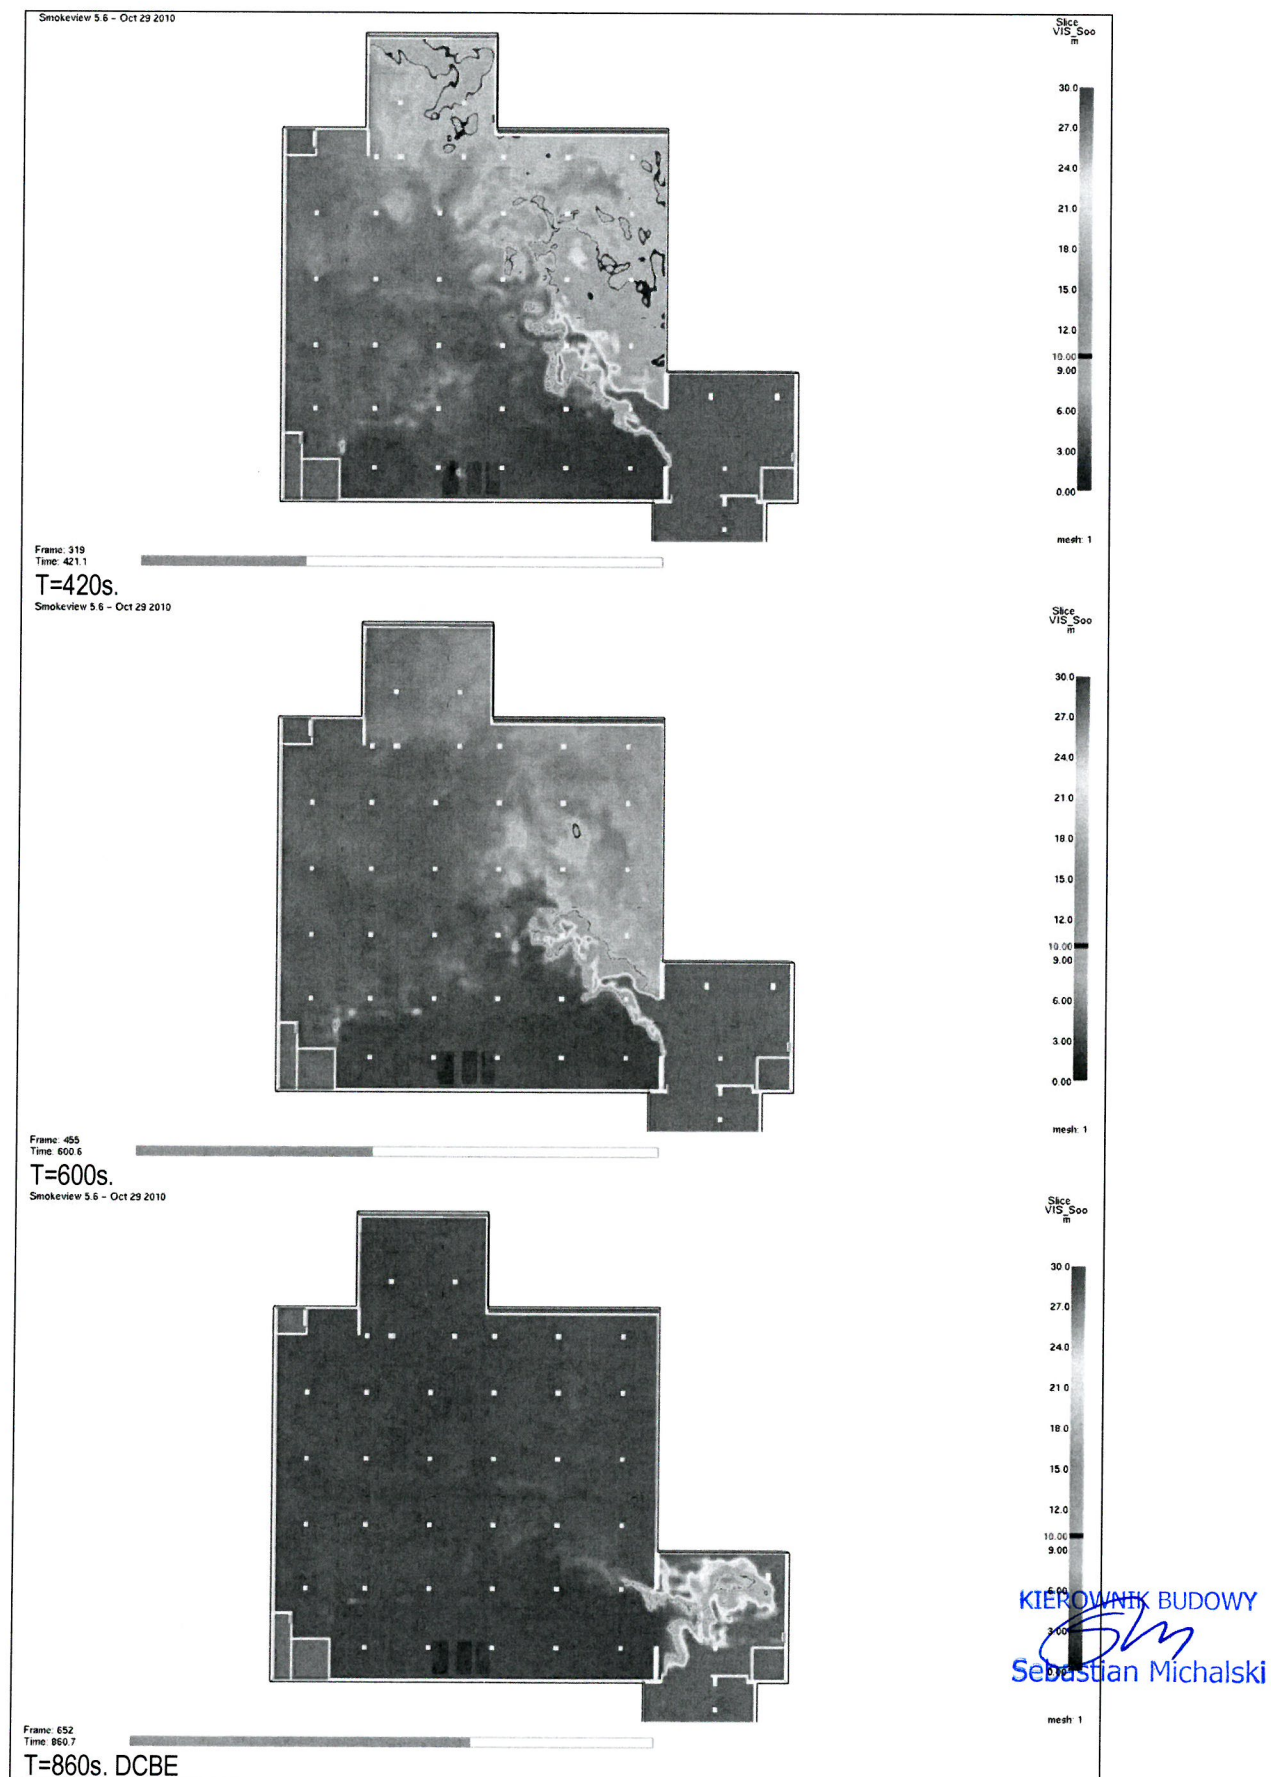 Smokeview 5.6 - Oct 29 2010
Slice
VIS_Soo
m
30.0
27.0
24.0
21.0
18.0
15.0
12.0
10.00
9.00
6.00
3.00
0.00
mesh: 1
Frame: 319
Time: 421.1
T=420s.
Smokeview 5.6 - Oct 29 2010
Slice
VIS_Soo
m
30.0
27.0
24.0
21.0
18.0
15.0
12.0
10.00
9.00
6.00
3.00
0.00
mesh: 1
Frame: 455
Time: 600.6
T=600s.
Smokeview 5.6 - Oct 29 2010
Slice
VIS_Soo
m
30.0
27.0
24.0
21.0
18.0
15.0
12.0
10.00
9.00
6.00
KIEROWNIK BUDOWY
3.00
Sebastian Michalski
mesh: 1
Frame: 652
Time: 860.7
T=860s. DCBE